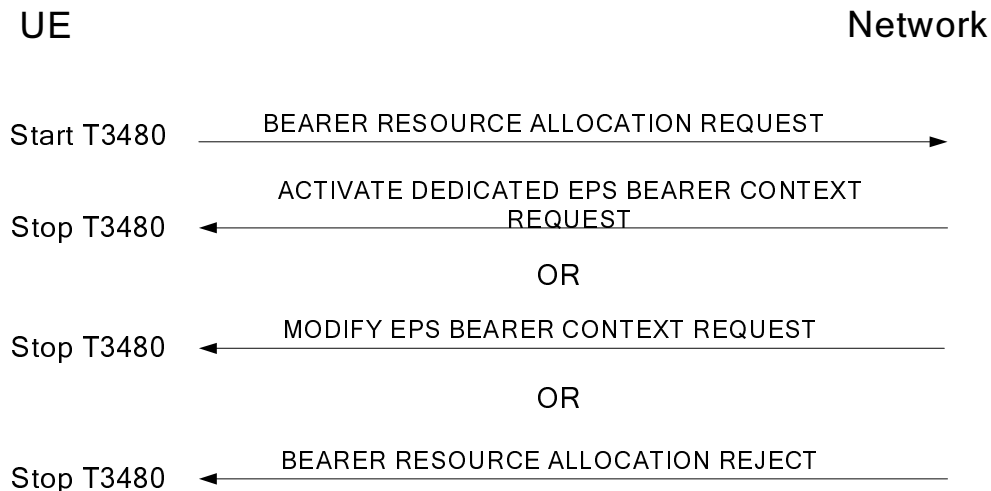 UE Network
Start T3480 BEARER RESOURCE ALLOCATION REQUEST
ACTIVATE DEDICATED EPS BEARER CONTEXT
REQUEST
Stop T3480
OR
MODIFY EPS BEARER CONTEXT REQUEST
Stop T3480
OR
BEARER RESOURCE ALLOCATION REJECT
Stop T3480